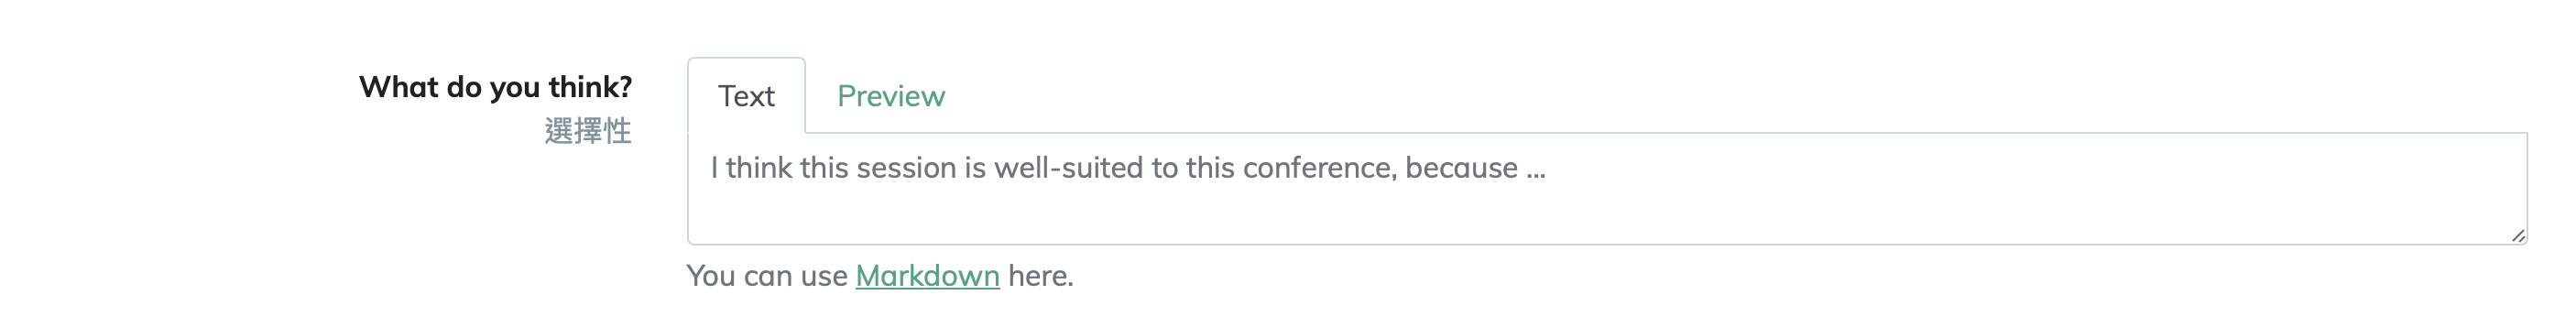 What do you think?
選擇性
Text
Preview
I think this session is well-suited to this conference, because ...
You can use Markdown here.